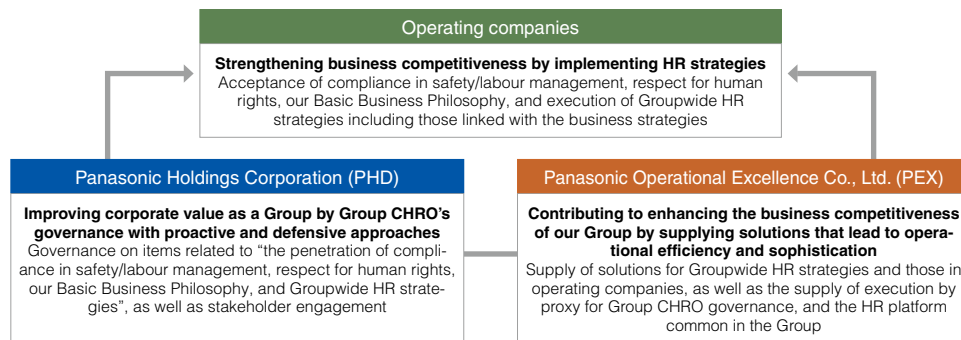 Operating companies
Strengthening business competitiveness by implementing HR strategies
Acceptance of compliance in safety/labour management, respect for human
rights, our Basic Business Philosophy, and execution of Groupwide HR
strategies including those linked with the business strategies
Panasonic Holdings Corporation (PHD)
Improving corporate value as a Group by Group CHRO’s
governance with proactive and defensive approaches
Governance on items related to “the penetration of compli-
ance in safety/labour management, respect for human rights,
our Basic Business Philosophy, and Groupwide HR strate-
gies”, as well as stakeholder engagement
Panasonic Operational Excellence Co., Ltd. (PEX)
Contributing to enhancing the business competitiveness
of our Group by supplying solutions that lead to opera-
tional efficiency and sophistication
Supply of solutions for Groupwide HR strategies and those in
operating companies, as well as the supply of execution by
proxy for Group CHRO governance, and the HR platform
common in the Group